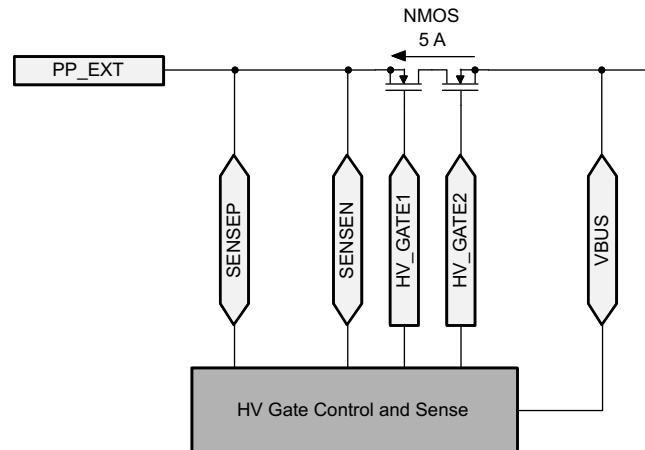 NMOS
5 A
PP_EXT
SENSEP
SENSEN
HV_GATE1
HV_GATE2
VBUS
HV Gate Control and Sense